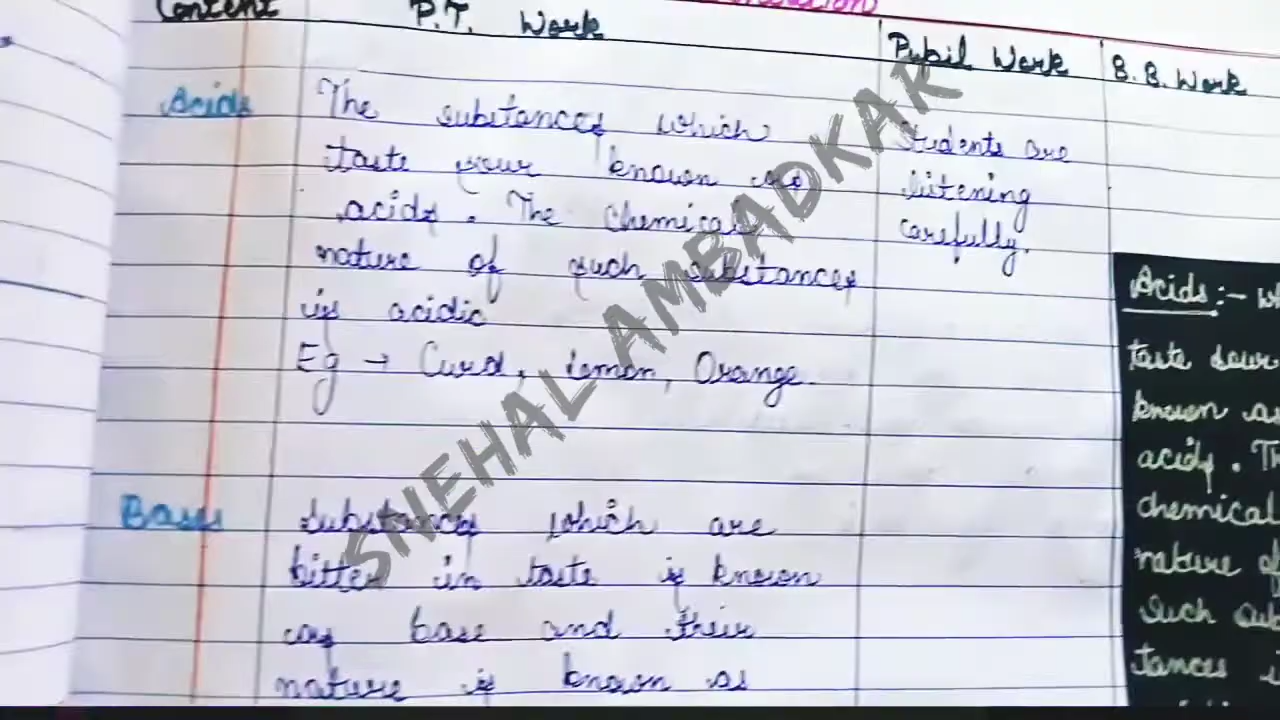 Content P.T. Work Pupil Work B.B. Work
Acids
The substances which
taste sour known as
acids. The chemical
nature of such substances
is acidic
Eg → Curd, Lemon, Orange.
Students are
listening
carefully.
Acids:-
taste sour
known
acids.
chemical
nature of
such
tances
Bases
Substances which are
bitter in taste is known
as base and their
nature is known as
SNEHAL AMBADKAR